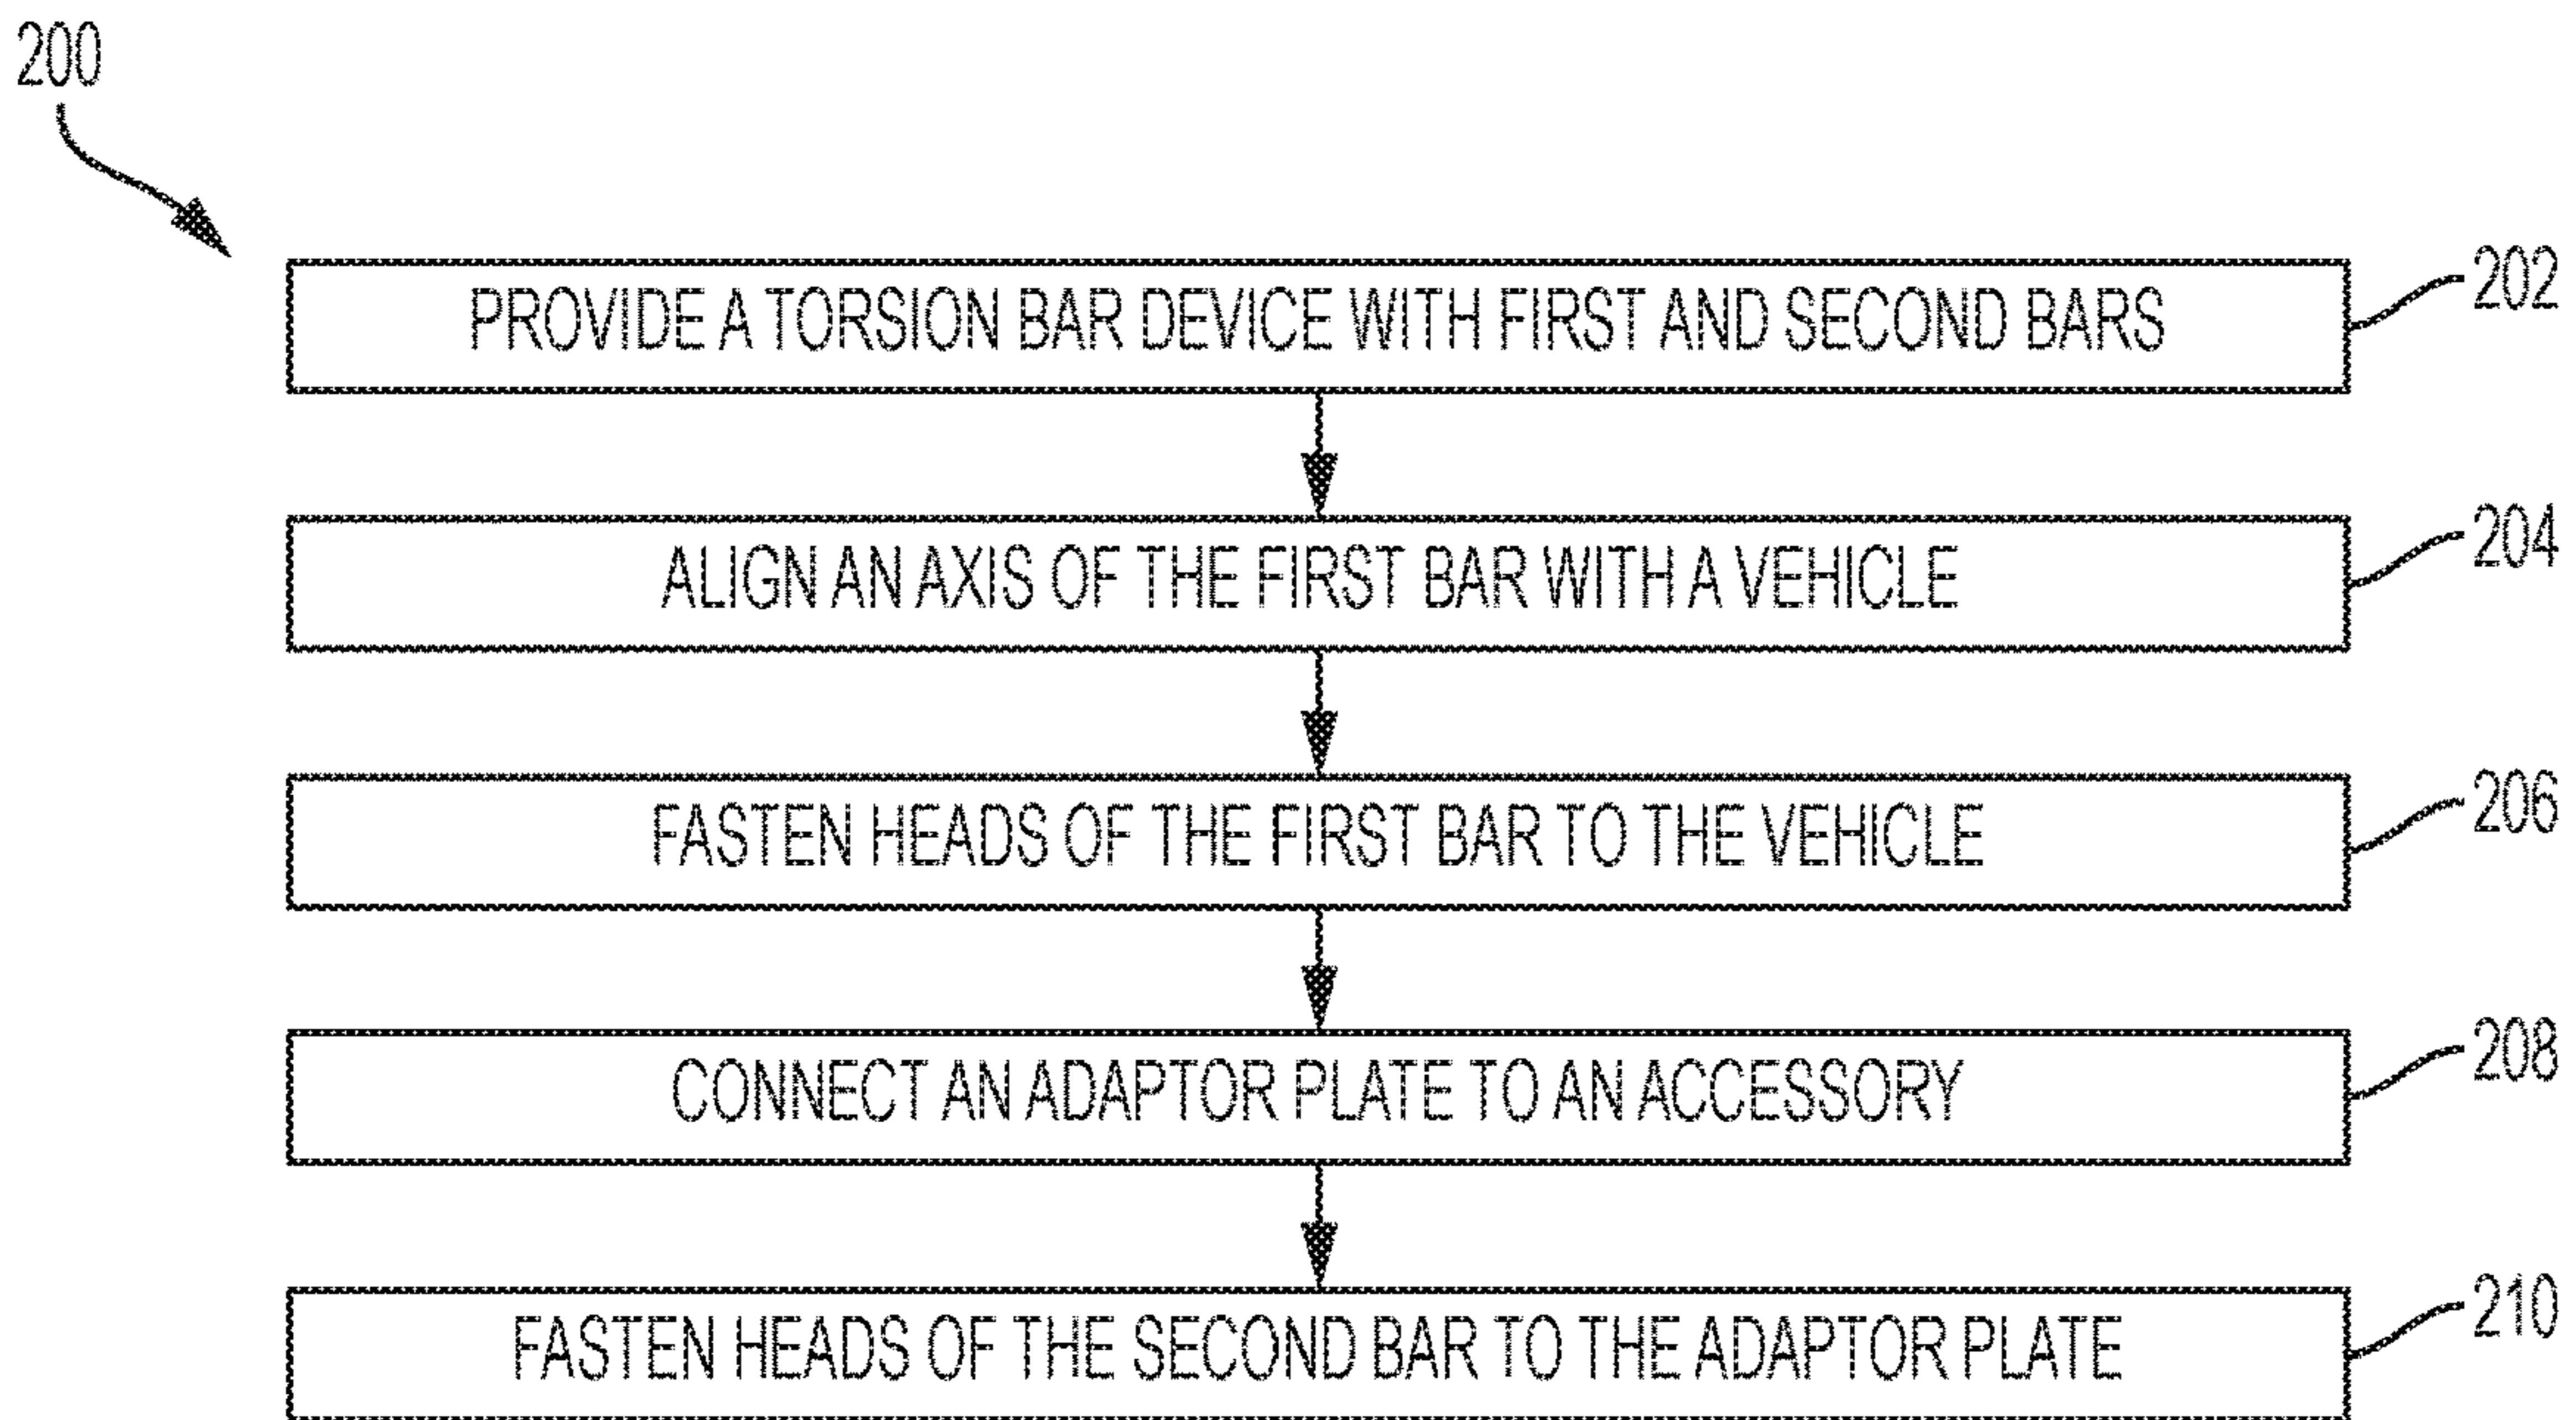 200
PROVIDE A TORSION BAR DEVICE WITH FIRST AND SECOND BARS
202
ALIGN AN AXIS OF THE FIRST BAR WITH A VEHICLE
204
FASTEN HEADS OF THE FIRST BAR TO THE VEHICLE
206
CONNECT AN ADAPTOR PLATE TO AN ACCESSORY
208
FASTEN HEADS OF THE SECOND BAR TO THE ADAPTOR PLATE
210